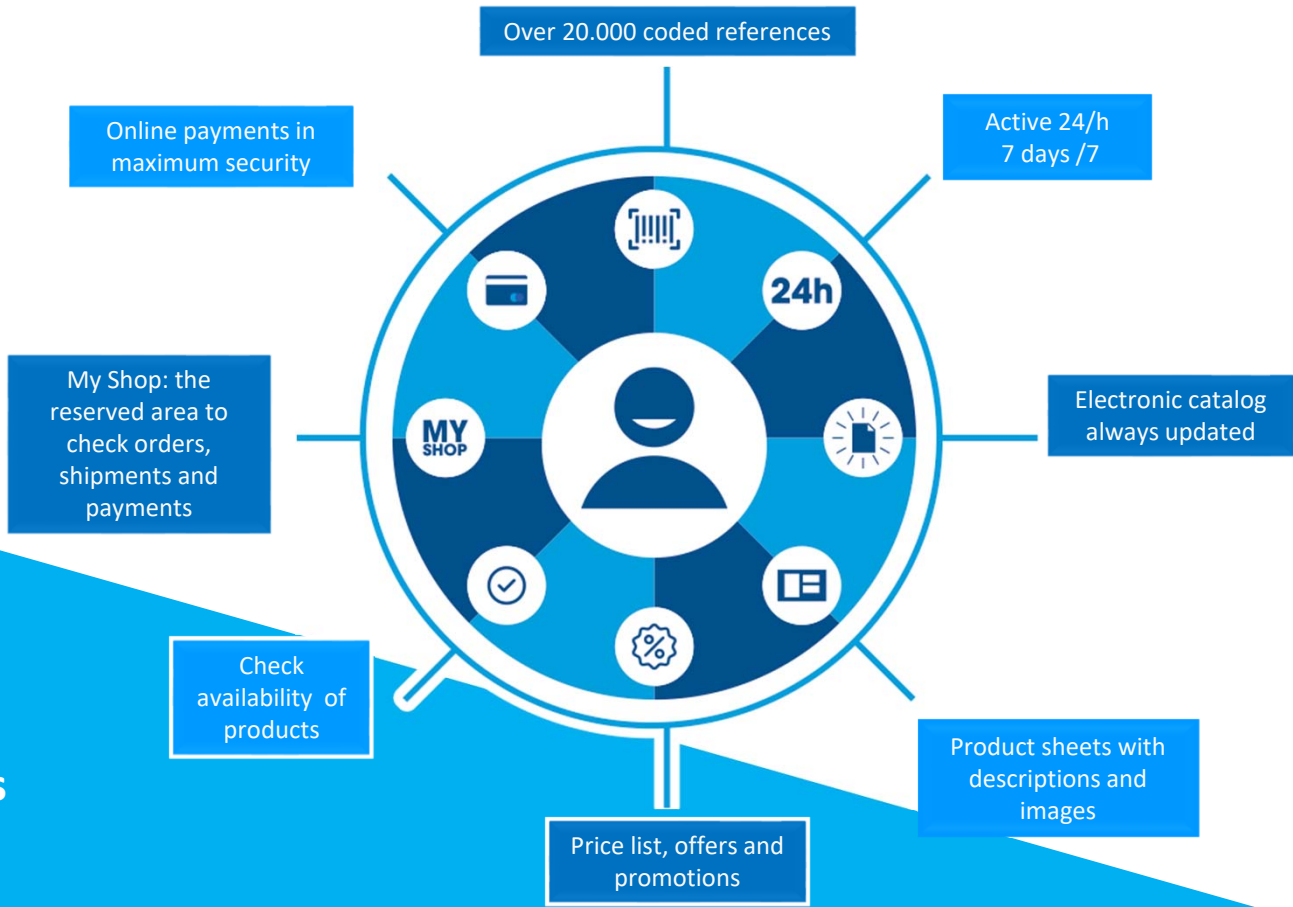 Over 20.000 coded references
Online payments in
maximum security
Active 24/h
7 days /7
24h
My Shop: the
reserved area to
check orders,
shipments and
payments
MY
SHOP
Electronic catalog
always updated
Check
availability of
products
Product sheets with
descriptions and
images
s
Price list, offers and
promotions